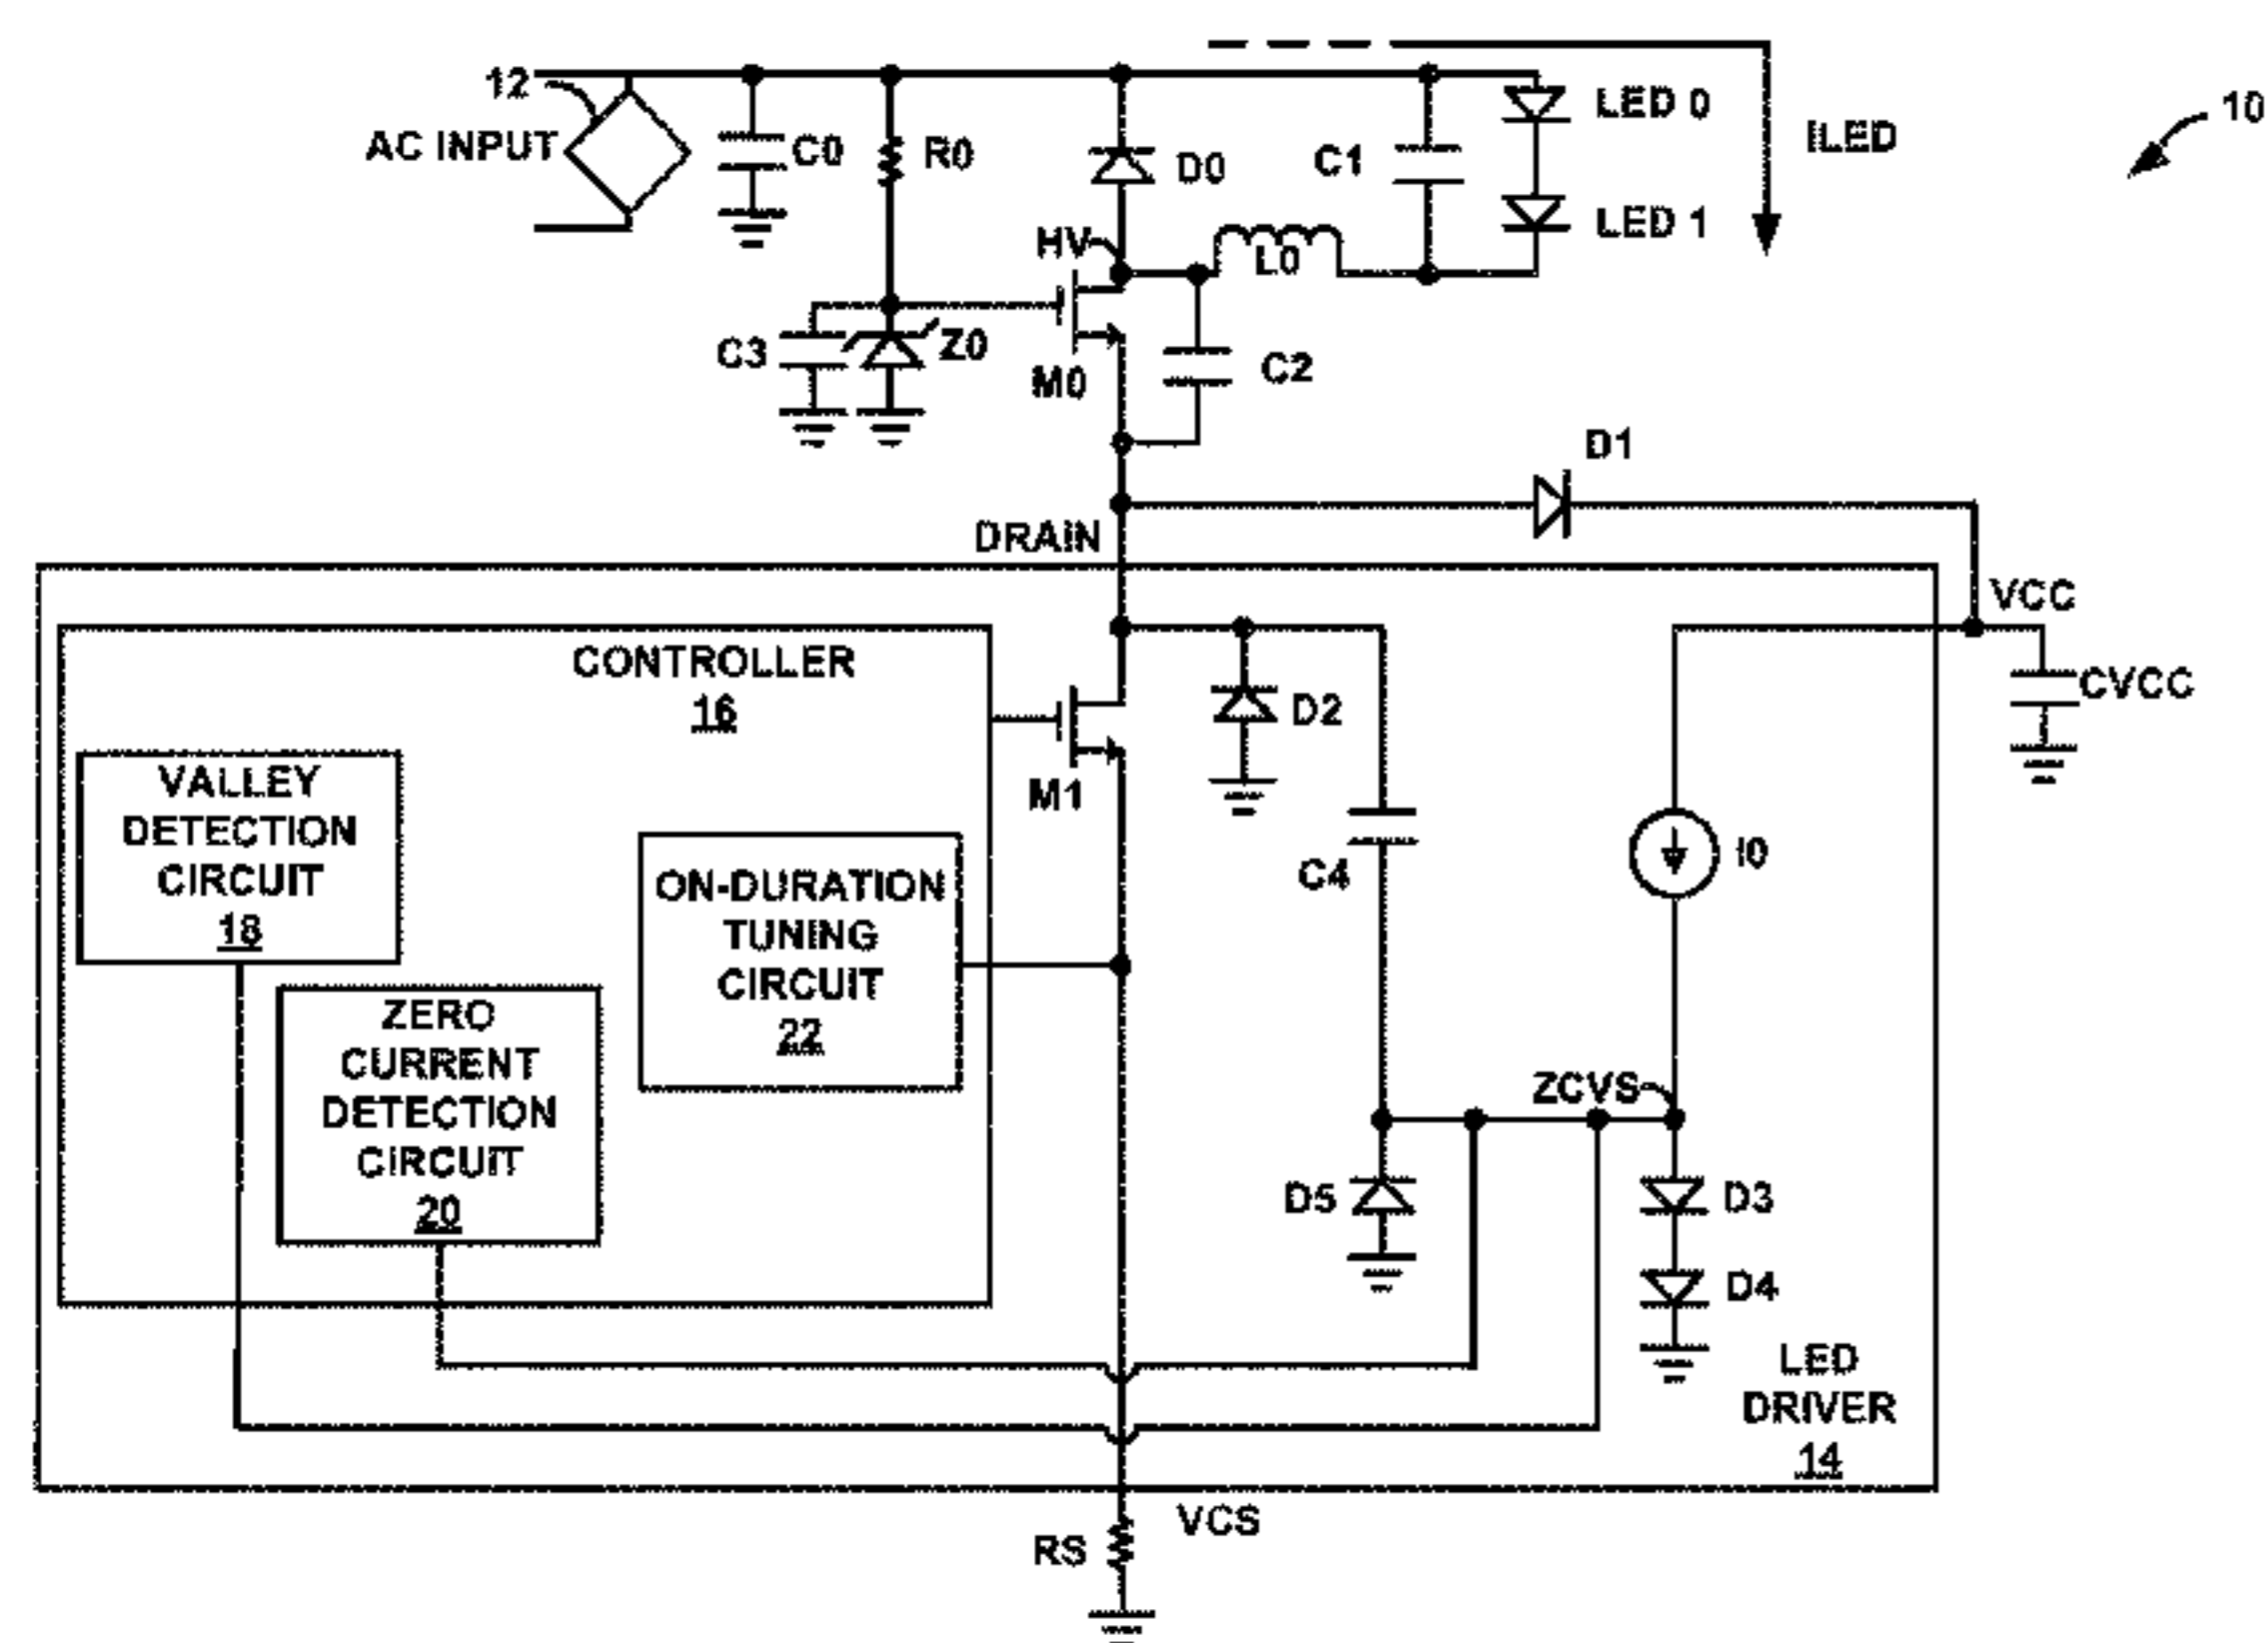 12
AC INPUT
C0
R0
D0
C1
LED 0
LED 1
ILED
10
HV
L0
C3
Z0
M0
C2
D1
DRAIN
VCC
CVCC
CONTROLLER
16
M1
D2
C4
I0
VALLEY
DETECTION
CIRCUIT
18
ON-DURATION
TUNING
CIRCUIT
22
ZERO
CURRENT
DETECTION
CIRCUIT
20
ZCVS
D5
D3
D4
LED
DRIVER
14
VCS
RS